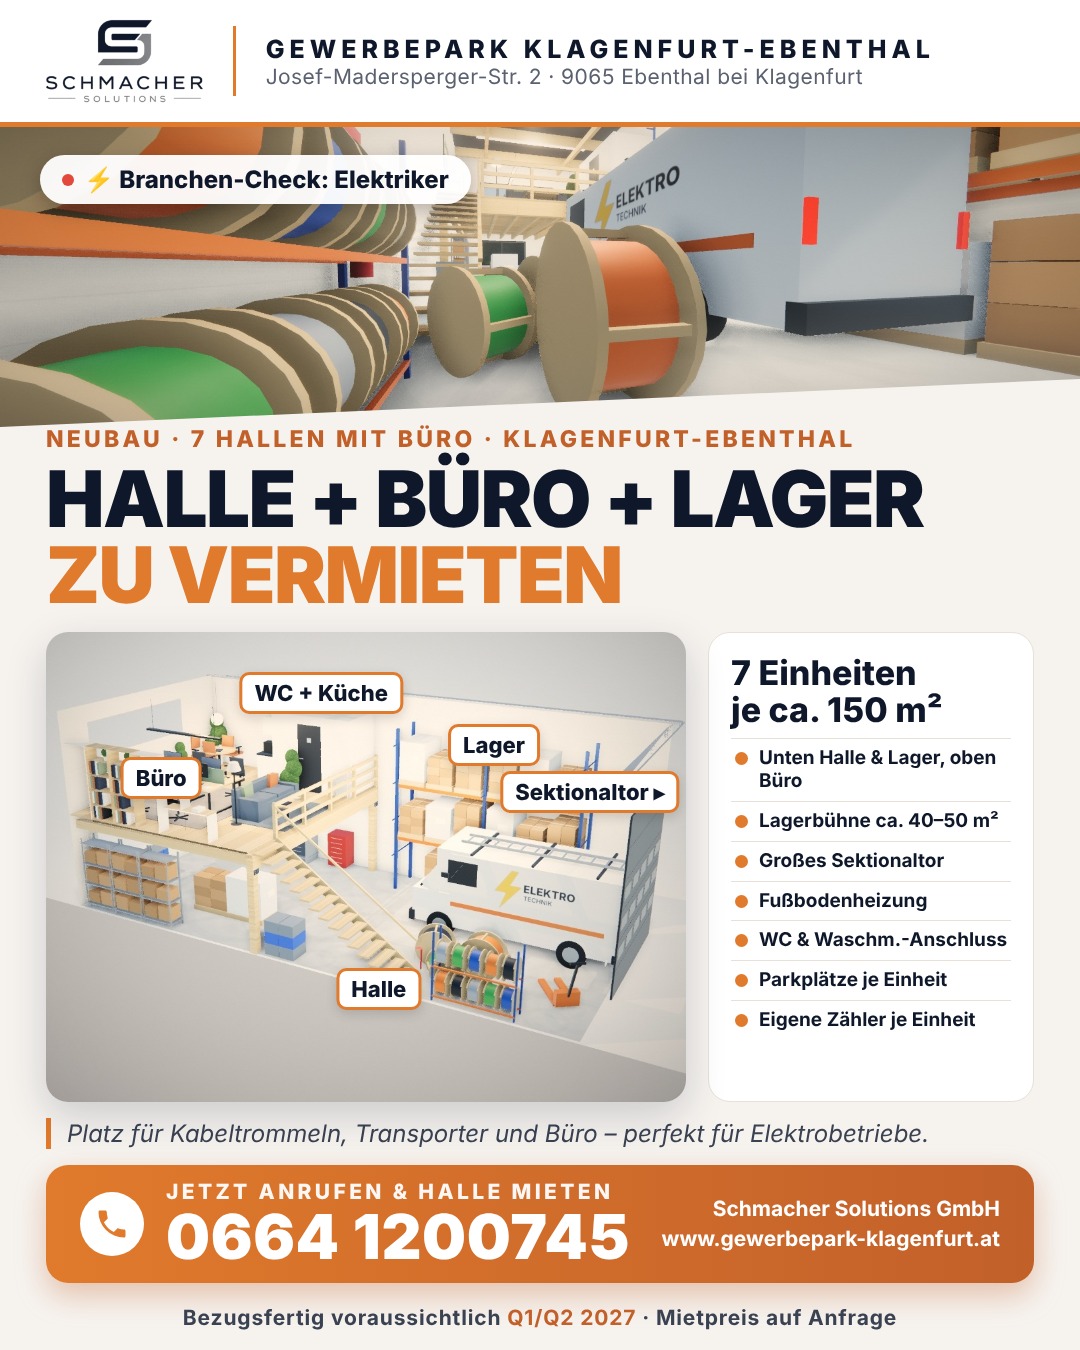 SCHMACHER
SOLUTIONS
GEWERBEPARK KLAGENFURT-EBENTHAL
Josef-Madersperger-Str. 2 · 9065 Ebenthal bei Klagenfurt
⚡ Branchen-Check: Elektriker
ELEKTRO
TECHNIK
NEUBAU · 7 HALLEN MIT BÜRO · KLAGENFURT-EBENTHAL
HALLE + BÜRO + LAGER
ZU VERMIETEN
WC + Küche
Lager
Büro
Sektionaltor ▸
ELEKTRO
TECHNIK
Halle
7 Einheiten
je ca. 150 m²
Unten Halle & Lager, oben
Büro
Lagerbühne ca. 40–50 m²
Großes Sektionaltor
Fußbodenheizung
WC & Waschm.-Anschluss
Parkplätze je Einheit
Eigene Zähler je Einheit
Platz für Kabeltrommeln, Transporter und Büro – perfekt für Elektrobetriebe.
JETZT ANRUFEN & HALLE MIETEN
0664 1200745
Schmacher Solutions GmbH
www.gewerbepark-klagenfurt.at
Bezugsfertig voraussichtlich Q1/Q2 2027 · Mietpreis auf Anfrage